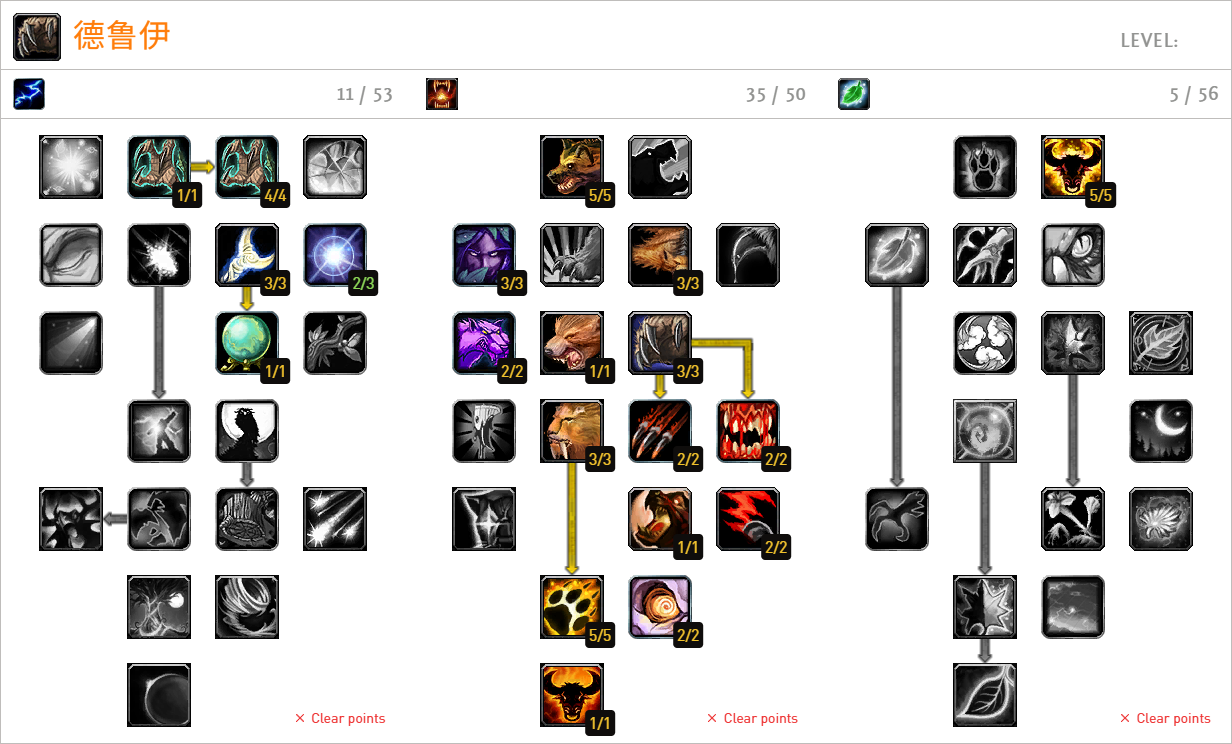 德鲁伊
LEVEL:
11 / 53
35 / 50
5 / 56
1/1
4/4
5/5
5/5
3/3
2/3
3/3
3/3
1/1
2/2
1/1
3/3
3/3
2/2
2/2
1/1
2/2
5/5
2/2
1/1
× Clear points
× Clear points
× Clear points